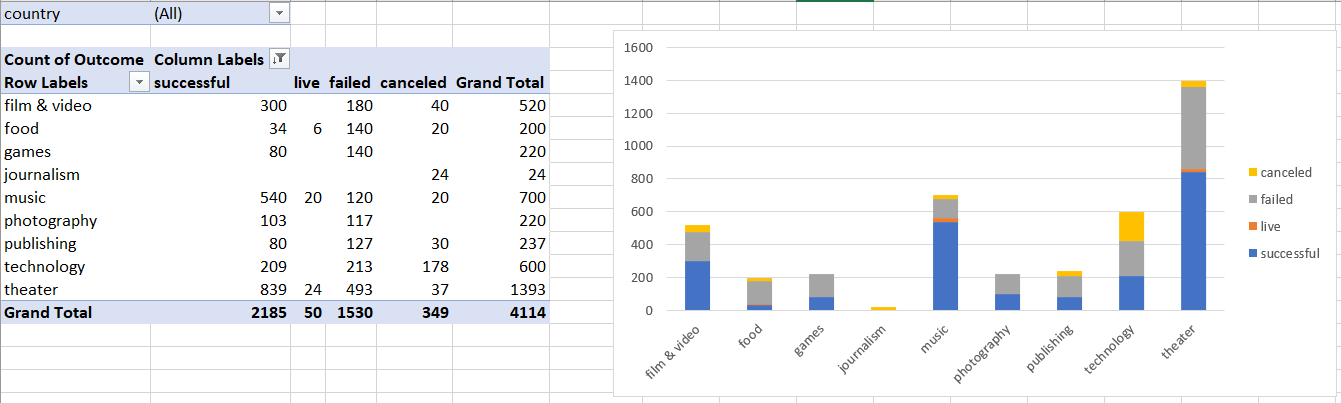 country (All)
Count of Outcome Column Labels
Row Labels successful live failed canceled Grand Total
film & video 300 180 40 520
food 34 6 140 20 200
games 80 140 220
journalism 24 24
music 540 20 120 20 700
photography 103 117 220
publishing 80 127 30 237
technology 209 213 178 600
theater 839 24 493 37 1393
Grand Total 2185 50 1530 349 4114
1600
1400
1200
1000
800
600
400
200
0
film & video
food
games
journalism
music
photography
publishing
technology
theater
canceled
failed
live
successful